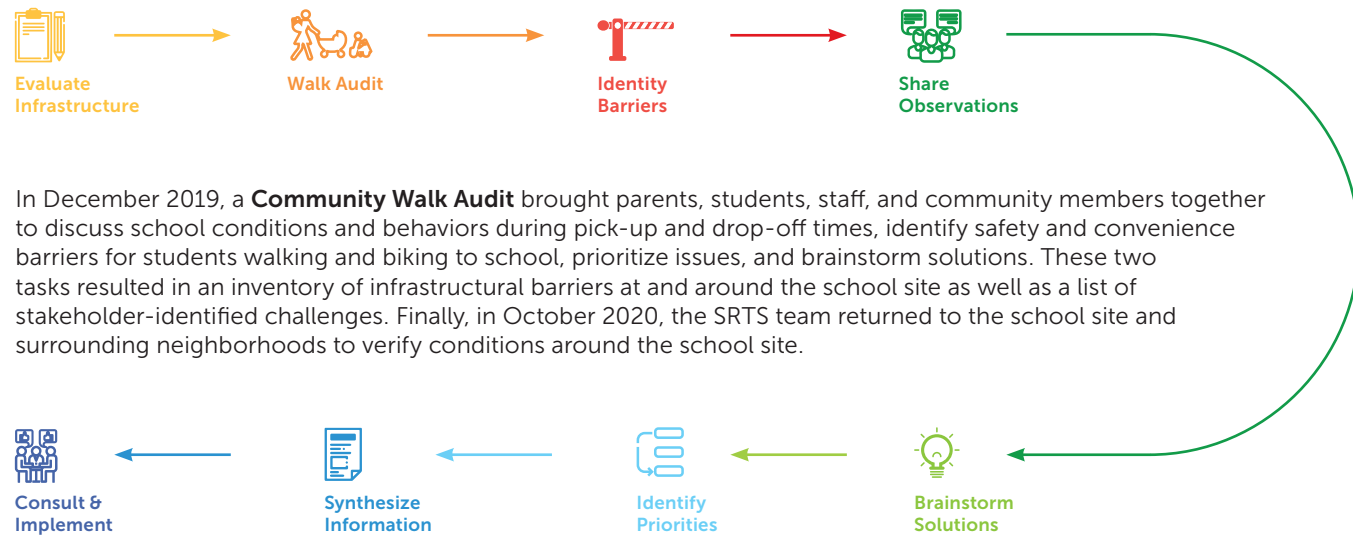 Evaluate
Infrastructure
Walk Audit
Identity
Barriers
Share
Observations
In December 2019, a Community Walk Audit brought parents, students, staff, and community members together
to discuss school conditions and behaviors during pick-up and drop-off times, identify safety and convenience
barriers for students walking and biking to school, prioritize issues, and brainstorm solutions. These two
tasks resulted in an inventory of infrastructural barriers at and around the school site as well as a list of
stakeholder-identified challenges. Finally, in October 2020, the SRTS team returned to the school site and
surrounding neighborhoods to verify conditions around the school site.
Consult &
Implement
Synthesize
Information
Identify
Priorities
Brainstorm
Solutions